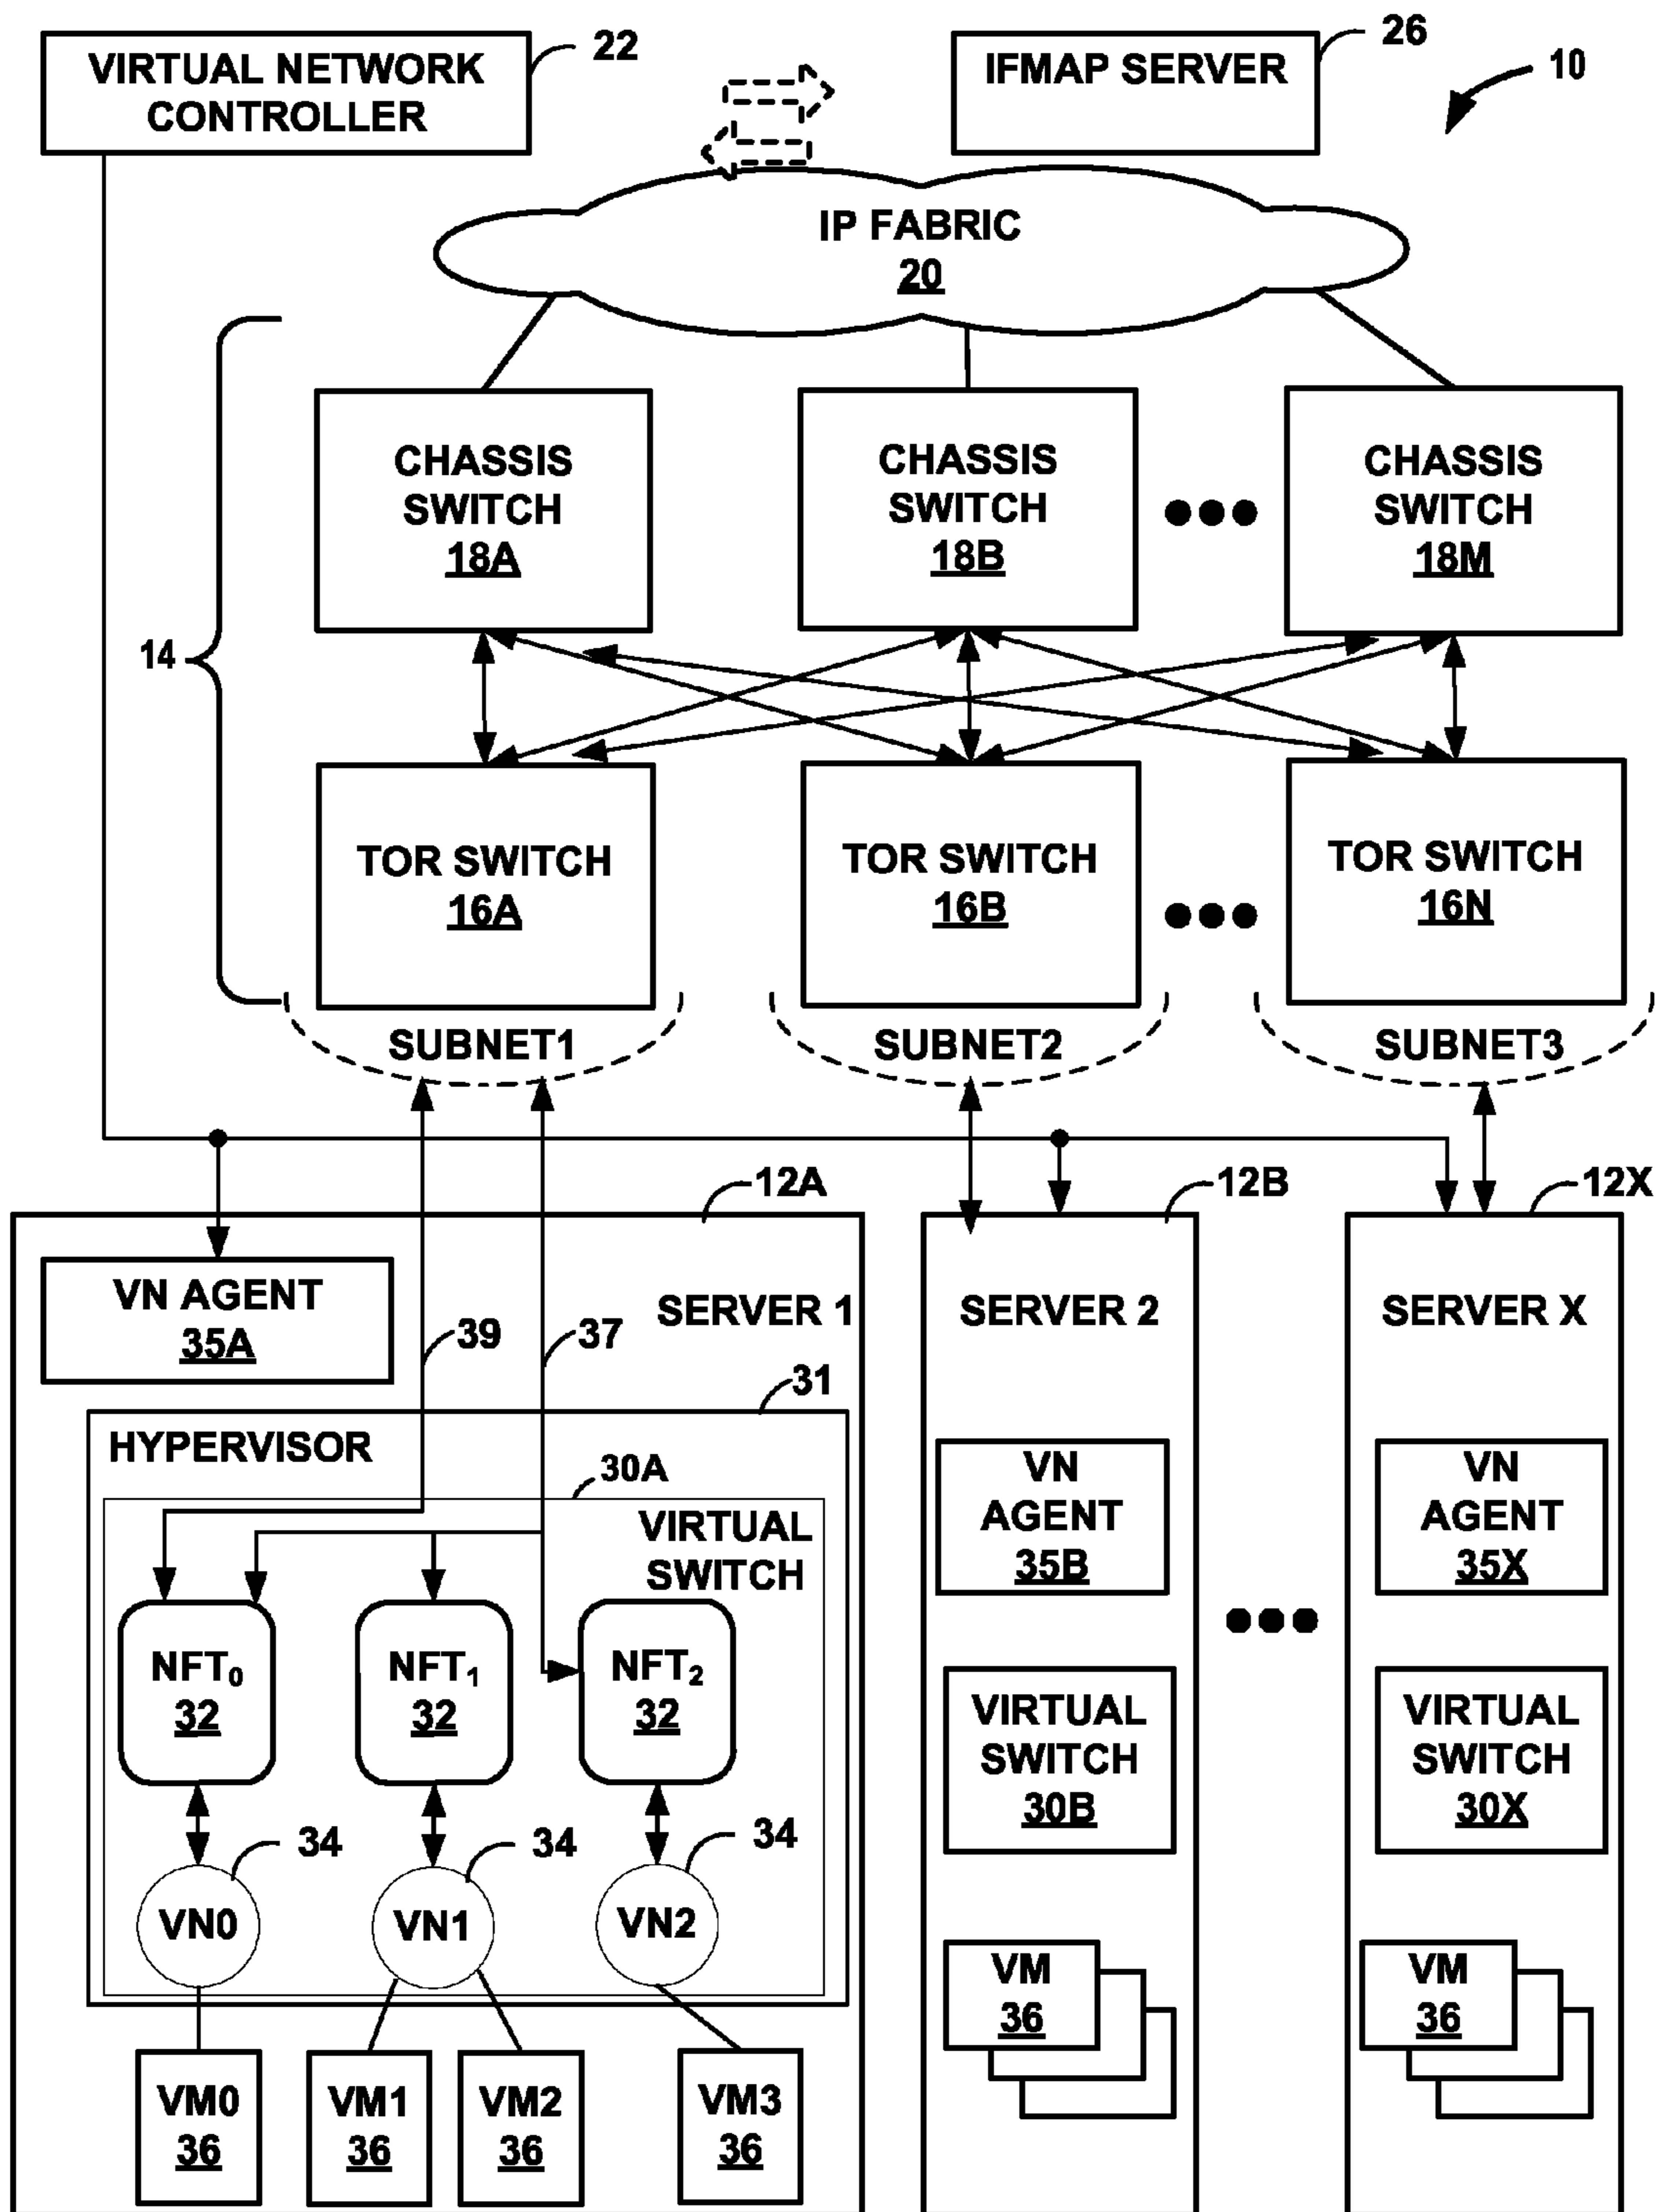 VIRTUAL NETWORK
CONTROLLER
22
IFMAP SERVER
26
10
IP FABRIC
20
14
CHASSIS
SWITCH
18A
CHASSIS
SWITCH
18B
CHASSIS
SWITCH
18M
TOR SWITCH
16A
TOR SWITCH
16B
TOR SWITCH
16N
SUBNET1
SUBNET2
SUBNET3
12A
12B
12X
VN AGENT
35A
SERVER 1
39
37
31
HYPERVISOR
30A
VIRTUAL
SWITCH
NFT₀
32
NFT₁
32
NFT₂
32
34
34
34
VN0
VN1
VN2
VM0
36
VM1
36
VM2
36
VM3
36
SERVER 2
VN
AGENT
35B
VIRTUAL
SWITCH
30B
VM
36
SERVER X
VN
AGENT
35X
VIRTUAL
SWITCH
30X
VM
36